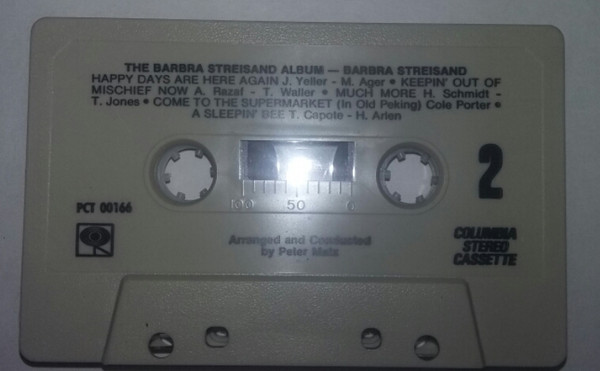 THE BARBRA STREISAND ALBUM — BARBRA STREISAND
HAPPY DAYS ARE HERE AGAIN J. Yeller - M. Ager • KEEPIN' OUT OF
MISCHIEF NOW A. Razaf - T. Waller • MUCH MORE H. Schmidt -
T. Jones • COME TO THE SUPERMARKET (In Old Peking) Cole Porter •
A SLEEPIN' BEE T. Capote - H. Arlen
2
100 50 0
PCT 00166
Arranged and Conducted
by Peter Matz
COLUMBIA
STEREO
CASSETTE